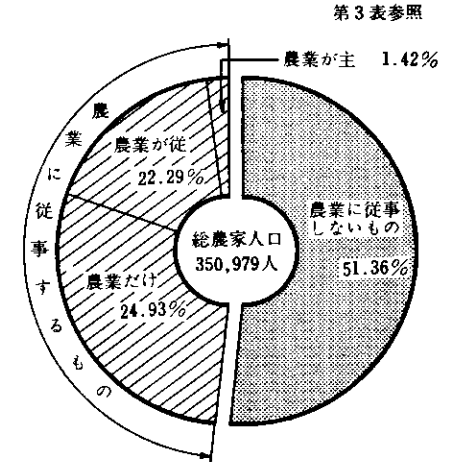 第3表参照
農業が主 1.42%
農業に従事するもの
農業が従
22.29%
農業に従事
しないもの
51.36%
総農家人口
350,979人
農業だけ
24.93%